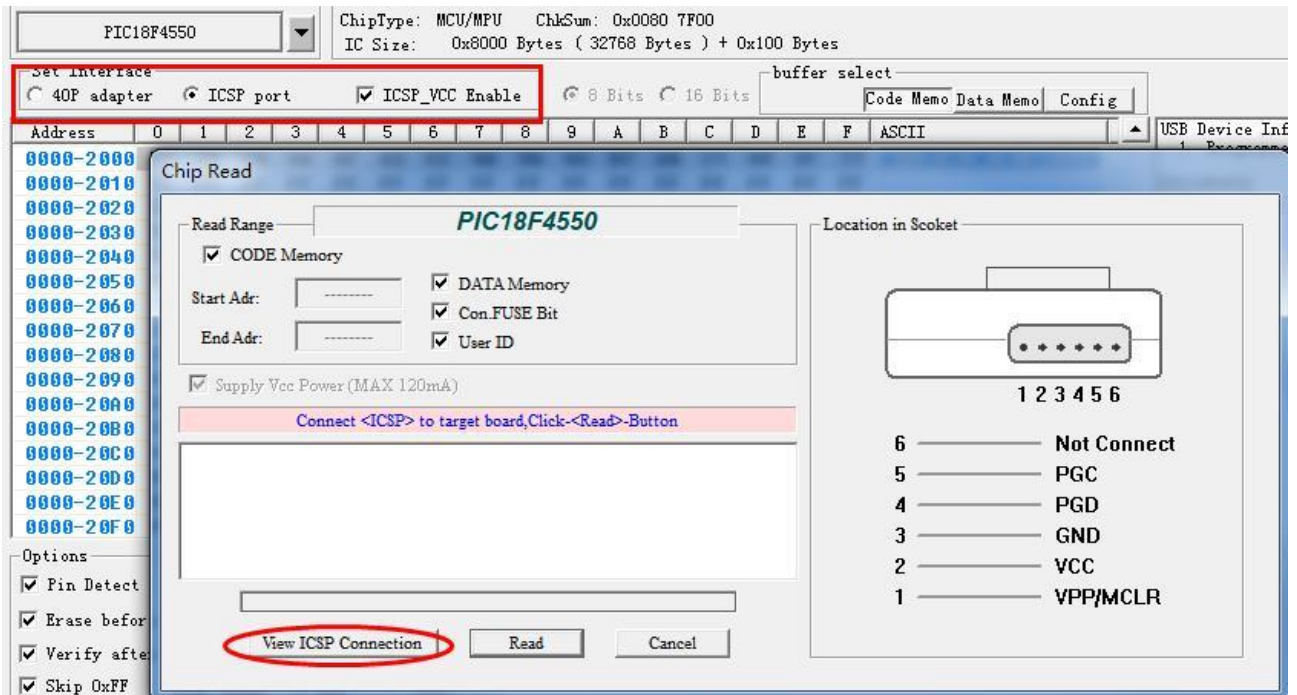 PIC18F4550
ChipType: MCU/MPU ChkSum: 0x0080 7F00
IC Size: 0x8000 Bytes ( 32768 Bytes ) + 0x100 Bytes
Set Interface
40P adapter ICSP port ICSP_VCC Enable 8 Bits 16 Bits
buffer select
Code Memo Data Memo Config
Address 0 1 2 3 4 5 6 7 8 9 A B C D E F ASCII
USB Device Inf
0000-2000
0000-2010
0000-2020
0000-2030
0000-2040
0000-2050
0000-2060
0000-2070
0000-2080
0000-2090
0000-20A0
0000-20B0
0000-20C0
0000-20D0
0000-20E0
0000-20F0
Options
Pin Detect
Erase befor
Verify afte
Skip 0xFF
Chip Read
Read Range
PIC18F4550
CODE Memory
Start Adr: --------
End Adr: --------
DATA Memory
Con.FUSE Bit
User ID
Supply Vcc Power (MAX 120mA)
Connect <ICSP> to target board,Click-<Read>-Button
View ICSP Connection Read Cancel
Location in Scoket
1 2 3 4 5 6
6 Not Connect
5 PGC
4 PGD
3 GND
2 VCC
1 VPP/MCLR